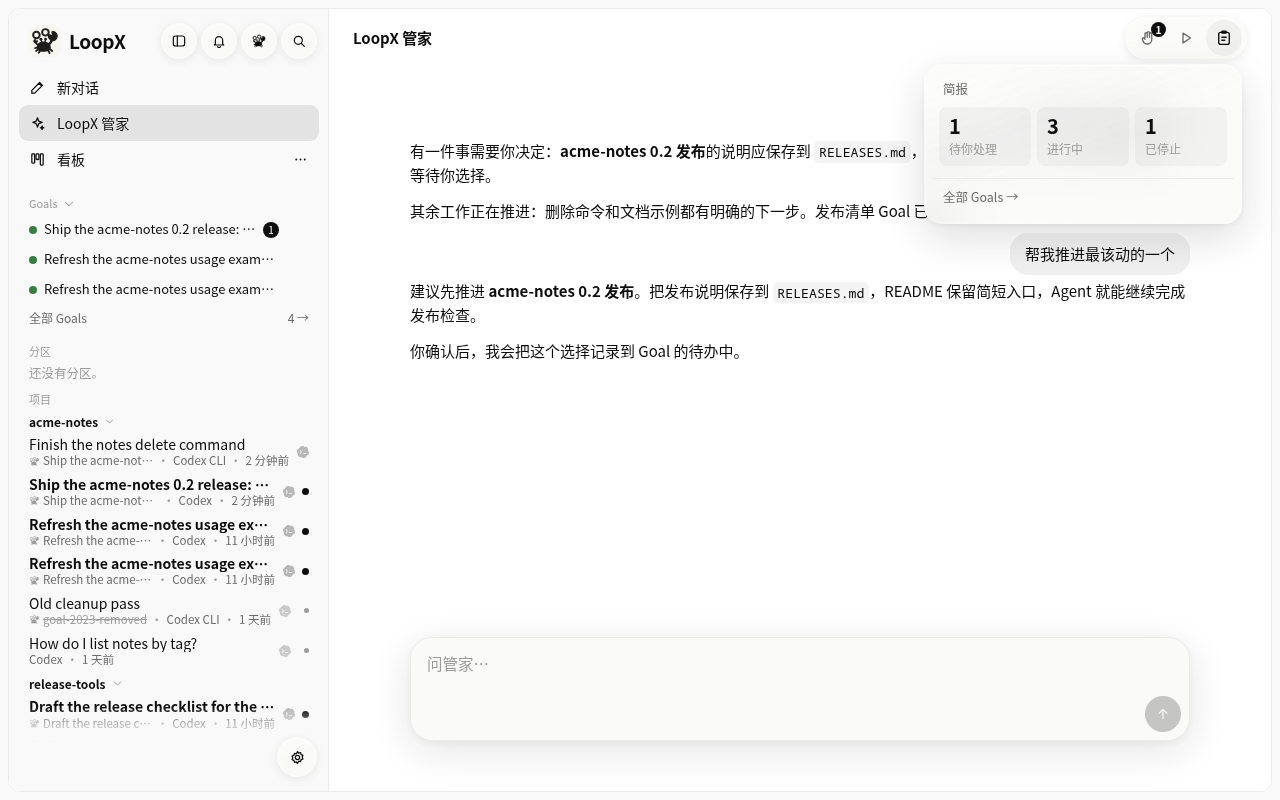 LoopX
新对话
LoopX 管家
看板
Goals
Ship the acme-notes 0.2 release: ··· 1
Refresh the acme-notes usage exam···
Refresh the acme-notes usage exam···
全部 Goals 4 →
分区
还没有分区。
项目
acme-notes
Finish the notes delete command
Ship the acme-not··· · Codex CLI · 2 分钟前
Ship the acme-notes 0.2 release: ···
Ship the acme-not··· · Codex · 2 分钟前
Refresh the acme-notes usage ex···
Refresh the acme-··· · Codex · 11 小时前
Refresh the acme-notes usage ex···
Refresh the acme-··· · Codex · 11 小时前
Old cleanup pass
goal-2023-removed · Codex CLI · 1 天前
How do I list notes by tag?
Codex · 1 天前
release-tools
Draft the release checklist for the ···
Draft the release c··· · Codex · 11 小时前
LoopX 管家
1
简报
1 待你处理
3 进行中
1 已停止
全部 Goals →
有一件事需要你决定：acme-notes 0.2 发布的说明应保存到 RELEASES.md，
等待你选择。
其余工作正在推进：删除命令和文档示例都有明确的下一步。发布清单 Goal 已
帮我推进最该动的一个
建议先推进 acme-notes 0.2 发布。把发布说明保存到 RELEASES.md，README 保留简短入口，Agent 就能继续完成
发布检查。
你确认后，我会把这个选择记录到 Goal 的待办中。
问管家···